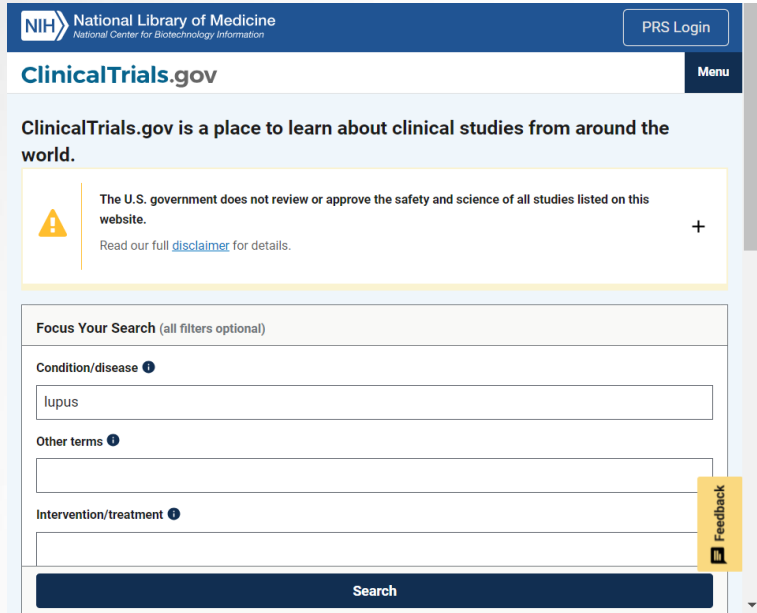 NIH
National Library of Medicine
National Center for Biotechnology Information
PRS Login
ClinicalTrials.gov
Menu
ClinicalTrials.gov is a place to learn about clinical studies from around the
world.
The U.S. government does not review or approve the safety and science of all studies listed on this
website.
Read our full disclaimer for details.
Focus Your Search (all filters optional)
Condition/disease
lupus
Other terms
Intervention/treatment
Feedback
Search